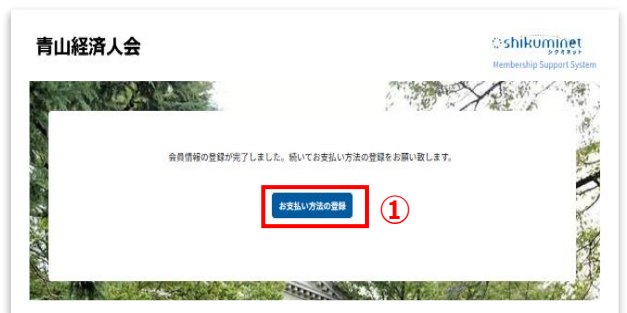 青山経済人会
shikuminet
シクミネット
Membership Support System
会員情報の登録が完了しました。続いてお支払い方法の登録をお願い致します。
お支払い方法の登録
①